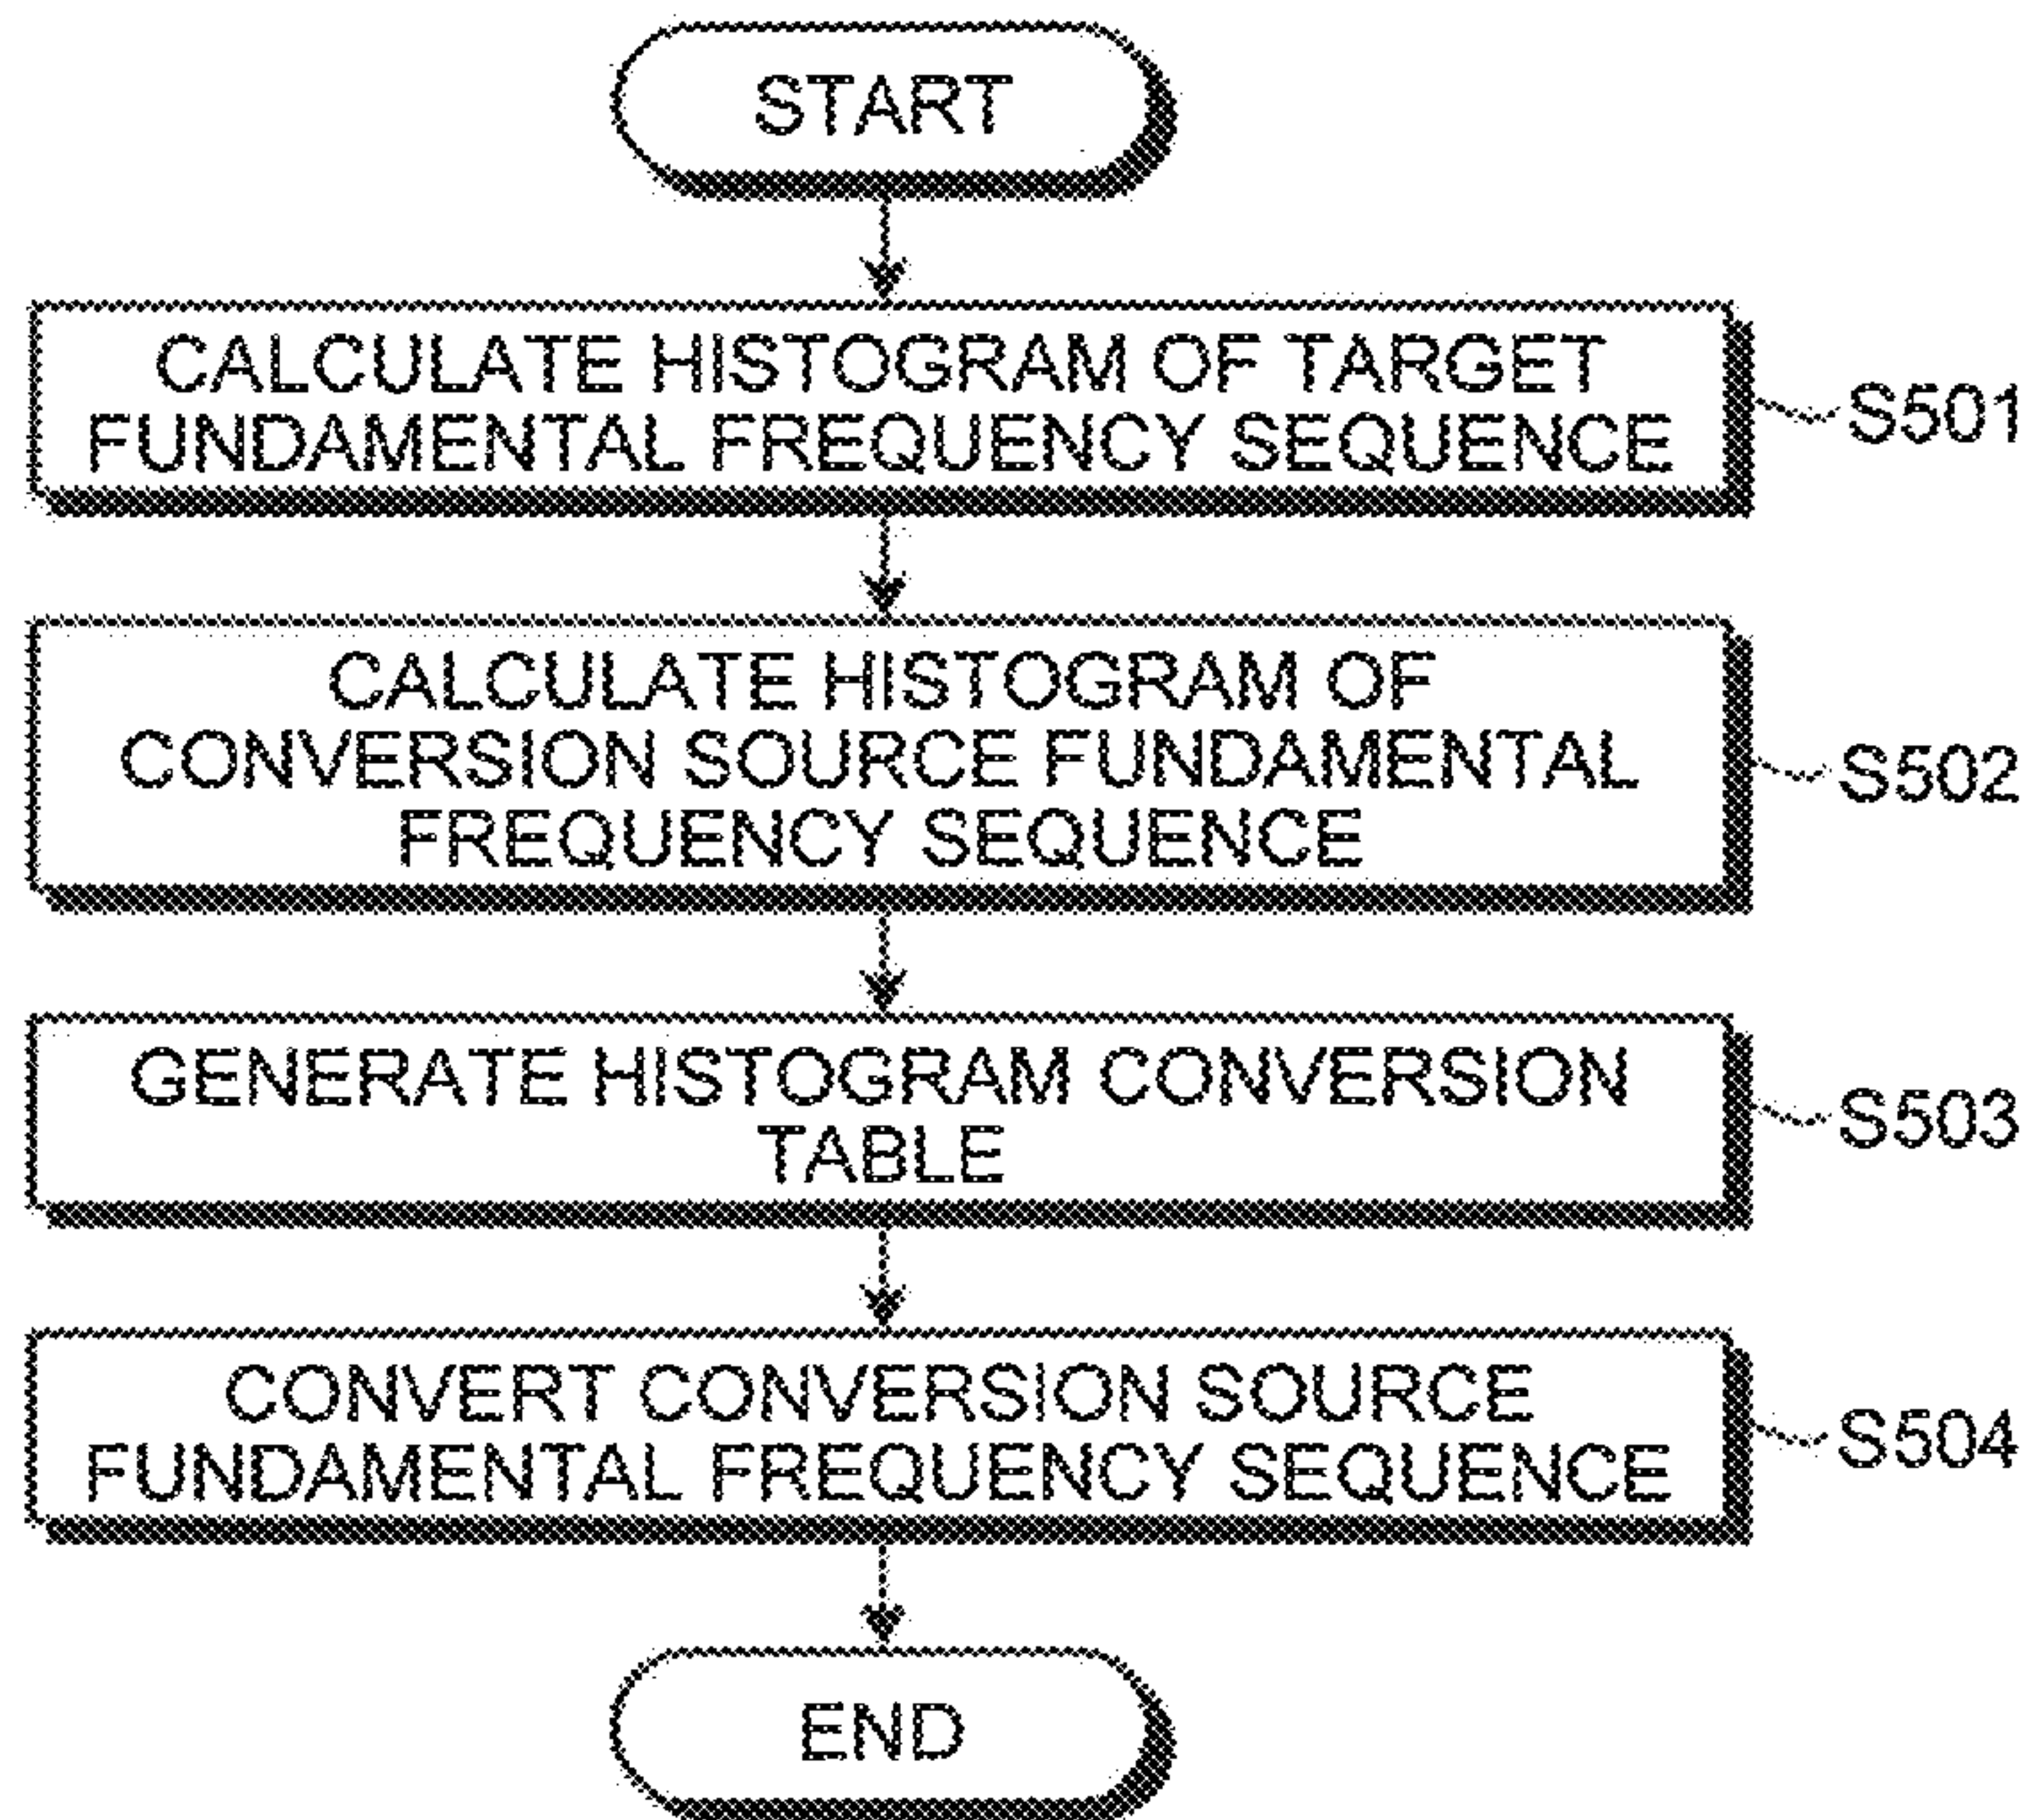 START
CALCULATE HISTOGRAM OF TARGET
FUNDAMENTAL FREQUENCY SEQUENCE
S501
CALCULATE HISTOGRAM OF
CONVERSION SOURCE FUNDAMENTAL
FREQUENCY SEQUENCE
S502
GENERATE HISTOGRAM CONVERSION
TABLE
S503
CONVERT CONVERSION SOURCE
FUNDAMENTAL FREQUENCY SEQUENCE
S504
END